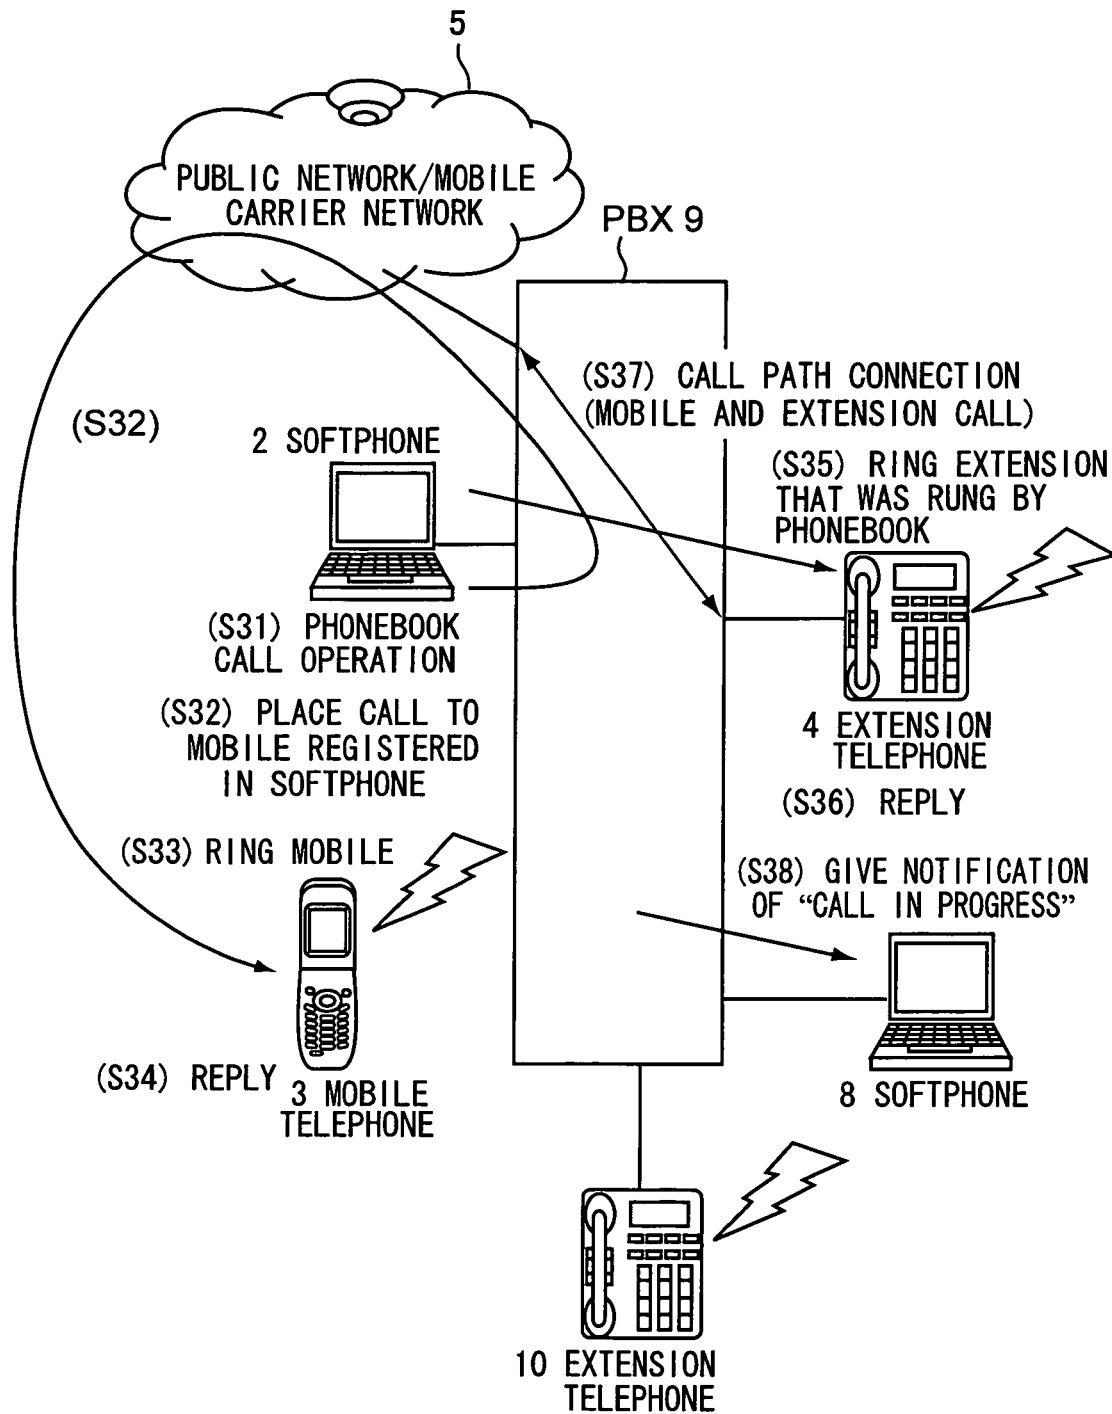 5
PUBLIC NETWORK/MOBILE
CARRIER NETWORK
PBX 9
(S37) CALL PATH CONNECTION
(MOBILE AND EXTENSION CALL)
(S32)
2 SOFTPHONE
(S35) RING EXTENSION
THAT WAS RUNG BY
PHONEBOOK
(S31) PHONEBOOK
CALL OPERATION
(S32) PLACE CALL TO
MOBILE REGISTERED
IN SOFTPHONE
4 EXTENSION
TELEPHONE
(S36) REPLY
(S33) RING MOBILE
(S38) GIVE NOTIFICATION
OF “CALL IN PROGRESS”
(S34) REPLY
3 MOBILE
TELEPHONE
8 SOFTPHONE
10 EXTENSION
TELEPHONE